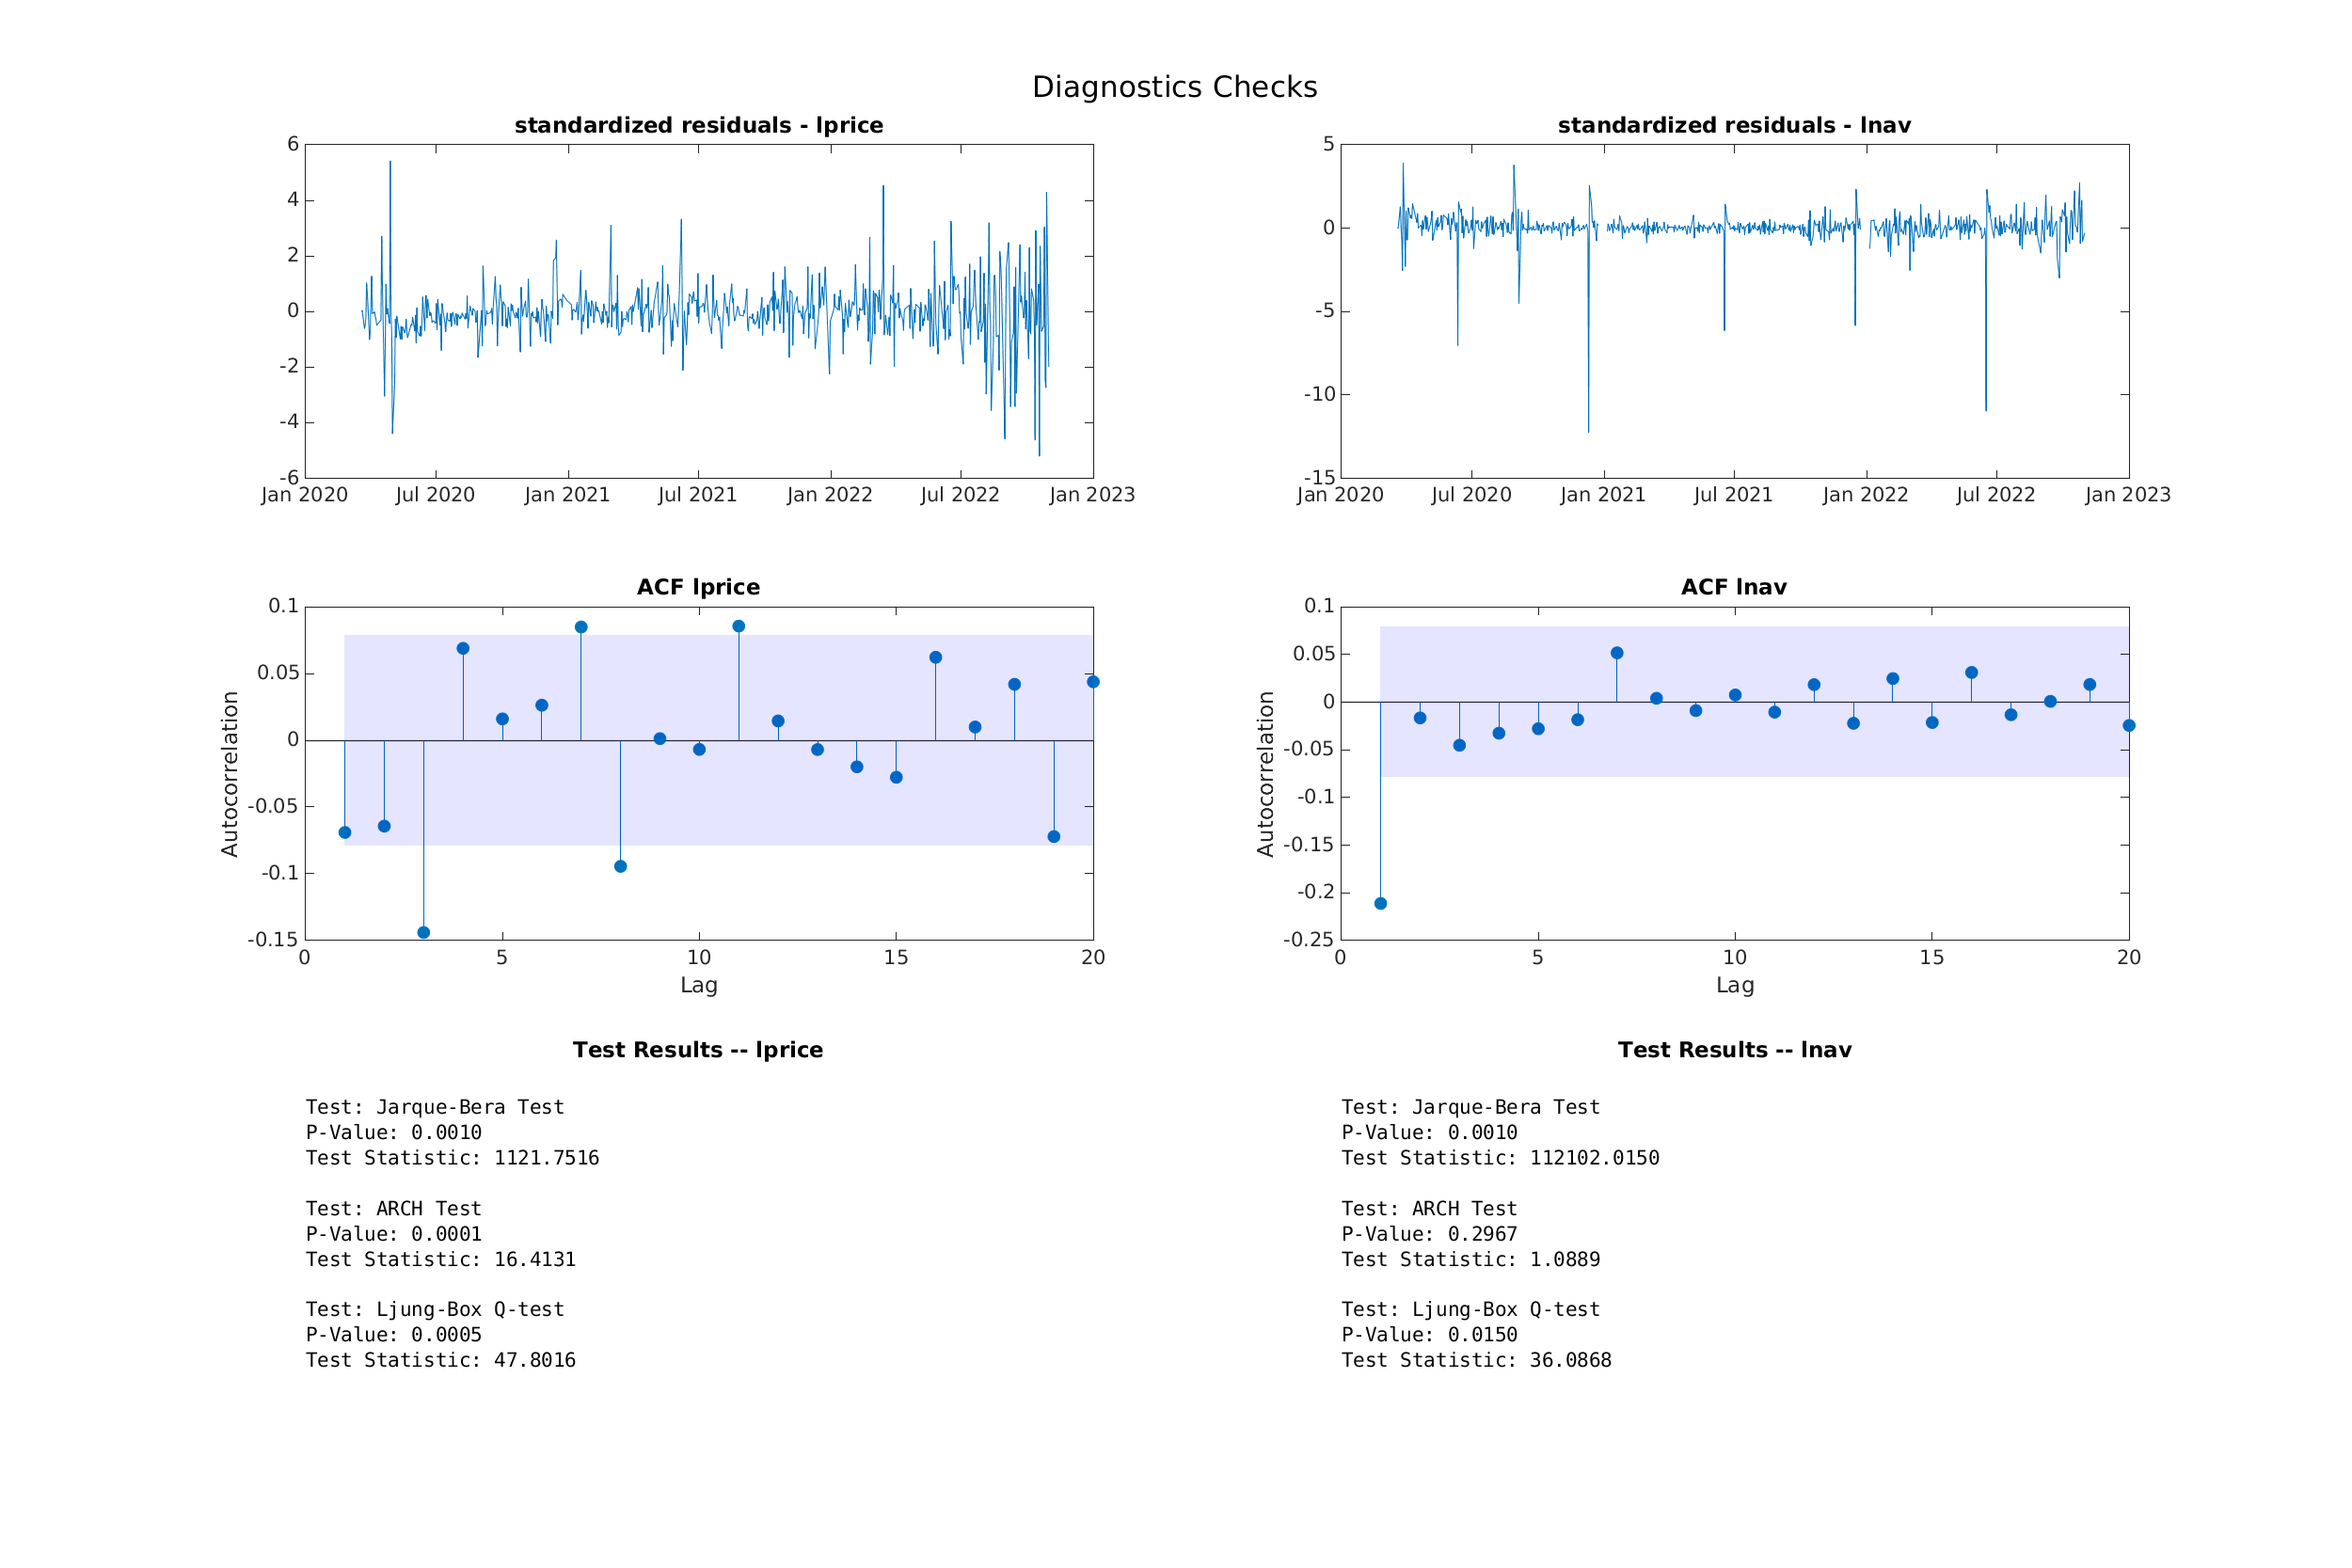 Diagnostics Checks
standardized residuals - lprice
6
4
2
0
-2
-4
-6
Jan 2020 Jul 2020 Jan 2021 Jul 2021 Jan 2022 Jul 2022 Jan 2023
standardized residuals - lnav
5
0
-5
-10
-15
Jan 2020 Jul 2020 Jan 2021 Jul 2021 Jan 2022 Jul 2022 Jan 2023
ACF lprice
Autocorrelation
0.1
0.05
0
-0.05
-0.1
-0.15
0 5 10 15 20
Lag
ACF lnav
Autocorrelation
0.1
0.05
0
-0.05
-0.1
-0.15
-0.2
-0.25
0 5 10 15 20
Lag
Test Results -- lprice
Test: Jarque-Bera Test
P-Value: 0.0010
Test Statistic: 1121.7516
Test: ARCH Test
P-Value: 0.0001
Test Statistic: 16.4131
Test: Ljung-Box Q-test
P-Value: 0.0005
Test Statistic: 47.8016
Test Results -- lnav
Test: Jarque-Bera Test
P-Value: 0.0010
Test Statistic: 112102.0150
Test: ARCH Test
P-Value: 0.2967
Test Statistic: 1.0889
Test: Ljung-Box Q-test
P-Value: 0.0150
Test Statistic: 36.0868